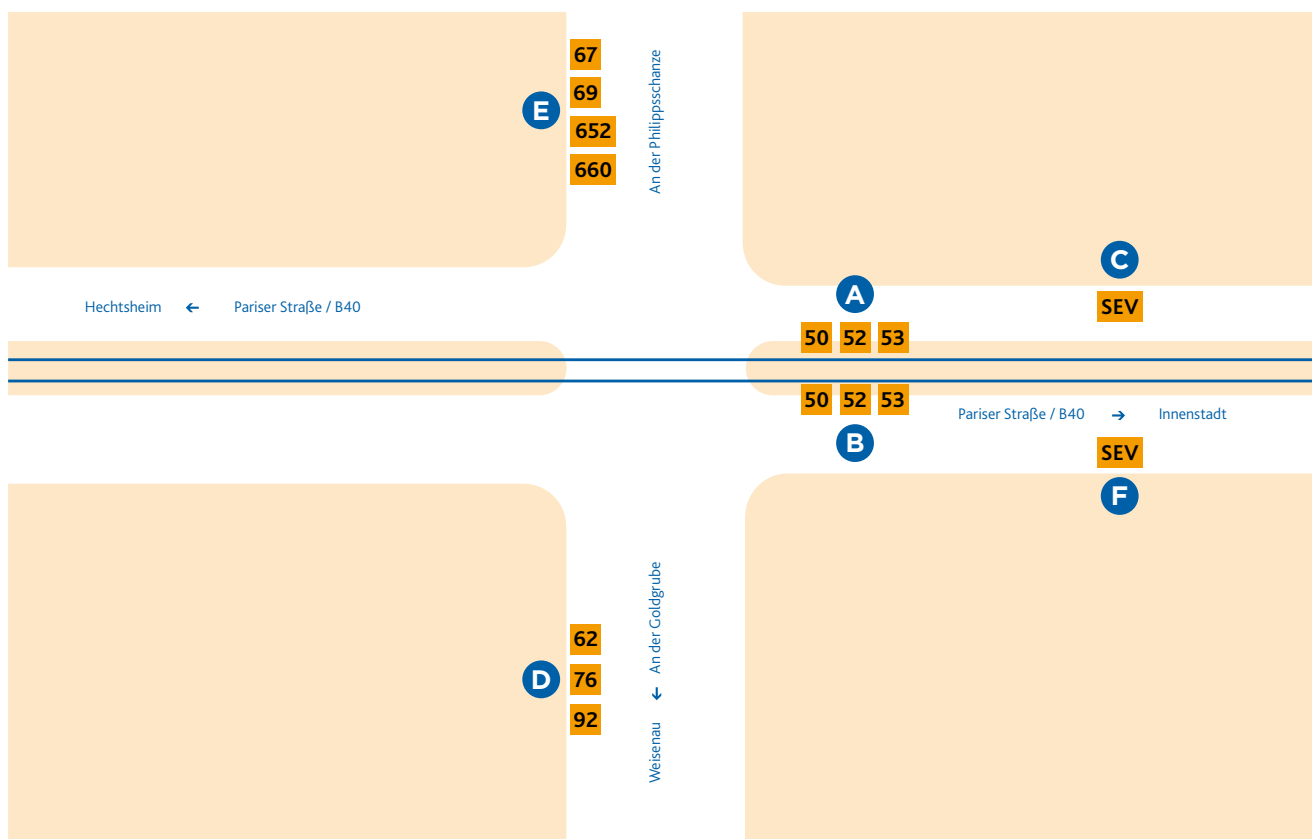 67
69
E
652
660
An der Philippsschanze
C
SEV
Hechtsheim ← Pariser Straße / B40
A
50 52 53
50 52 53
B
Pariser Straße / B40 → Innenstadt
SEV
F
62
D
76
92
Weisenau ← An der Goldgrube